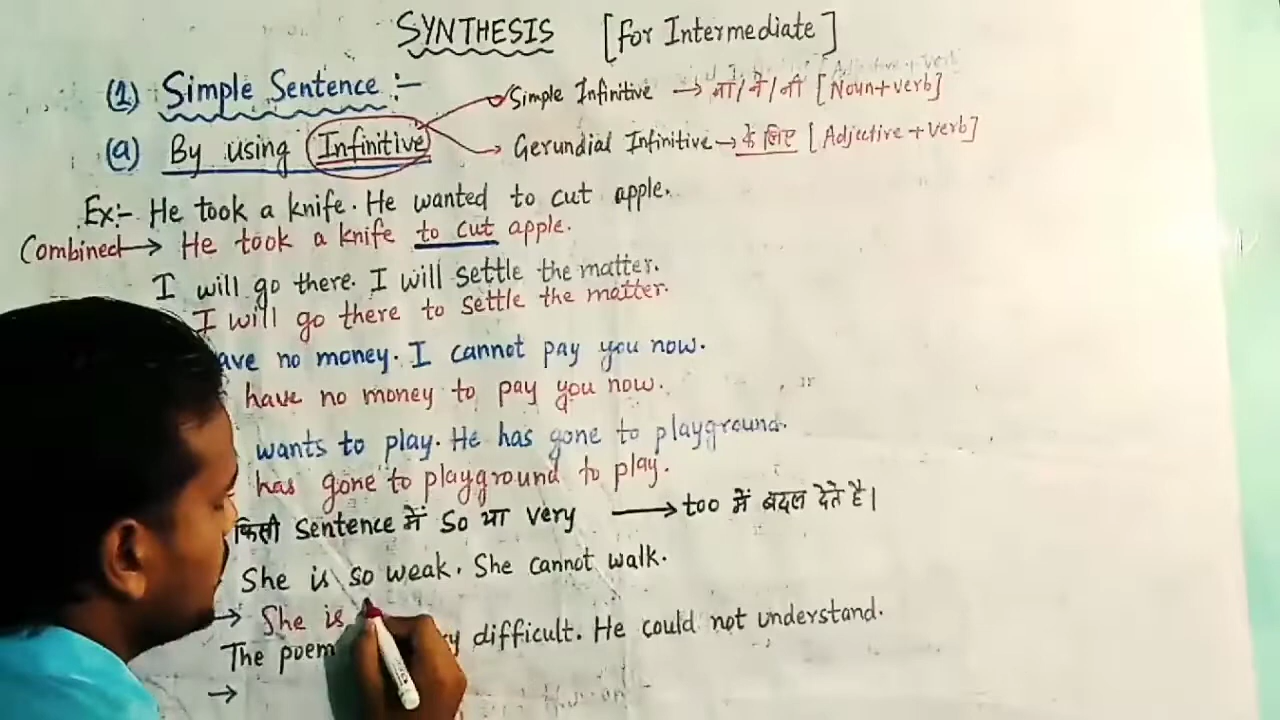 SYNTHESIS [for Intermediate]
(1) Simple Sentence :-
Simple Infinitive → ना/ने/नी [Noun+verb]
(a) By using Infinitive
Gerundial Infinitive → के लिए [Adjective + Verb]
Ex:- He took a knife. He wanted to cut apple.
Combined → He took a knife to cut apple.
I will go there. I will settle the matter.
I will go there to settle the matter.
ave no money. I cannot pay you now.
have no money to pay you now.
wants to play. He has gone to playground.
has gone to playground to play.
किसी Sentence में So या very → too में बदल देते है।
She is so weak. She cannot walk.
→ She is
The poem y difficult. He could not understand.
→